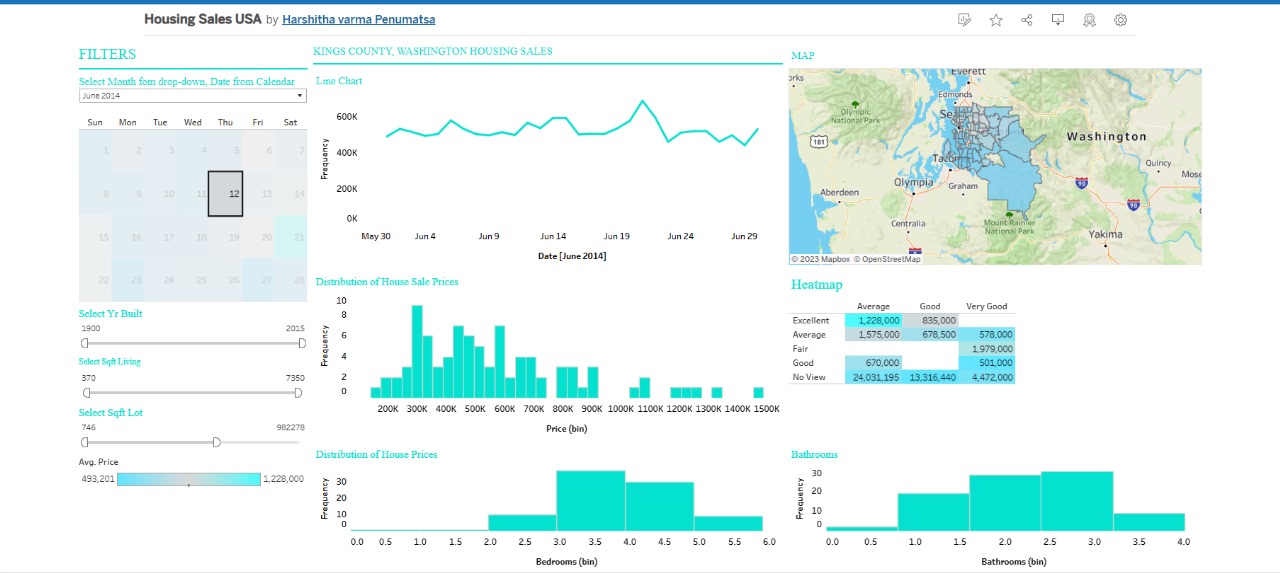 Housing Sales USA by Harshitha varma Penumatsa
FILTERS
Select Month fom drop-down, Date from Calendar
June 2014
Sun Mon Tue Wed Thu Fri Sat
1 2 3 4 5 6 7
8 9 10 11 12 13 14
15 16 17 18 19 20 21
22 23 24 25 26 27 28
Select Yr Built
1900 2015
Select Sqft Living
370 7350
Select Sqft Lot
746 982278
Avg. Price
493,201 1,228,000
KINGS COUNTY, WASHINGTON HOUSING SALES
Line Chart
Frequency
600K
400K
200K
0K
May 30 Jun 4 Jun 9 Jun 14 Jun 19 Jun 24 Jun 29
Date [June 2014]
Distribution of House Sale Prices
Frequency
10
8
6
4
2
0
200K 300K 400K 500K 600K 700K 800K 900K 1000K 1100K 1200K 1300K 1400K 1500K
Price (bin)
Distribution of House Prices
Frequency
30
20
10
0
0.0 0.5 1.0 1.5 2.0 2.5 3.0 3.5 4.0 4.5 5.0 5.5 6.0
Bedrooms (bin)
MAP
Everett
orks
Edmonds
Olympic
National Park
Se
101
Washington
Tacom
Quincy
Olympia
Graham
Mose
90
Aberdeen
90
Centralia
Mount Rainier
National Park
Yakima
© 2023 Mapbox © OpenStreetMap
Heatmap
Average Good Very Good
Excellent 1,228,000 835,000
Average 1,575,000 678,500 578,000
Fair 1,979,000
Good 670,000 501,000
No View 24,031,195 13,316,440 4,472,000
Bathrooms
Frequency
30
20
10
0
0.0 0.5 1.0 1.5 2.0 2.5 3.0 3.5 4.0
Bathrooms (bin)